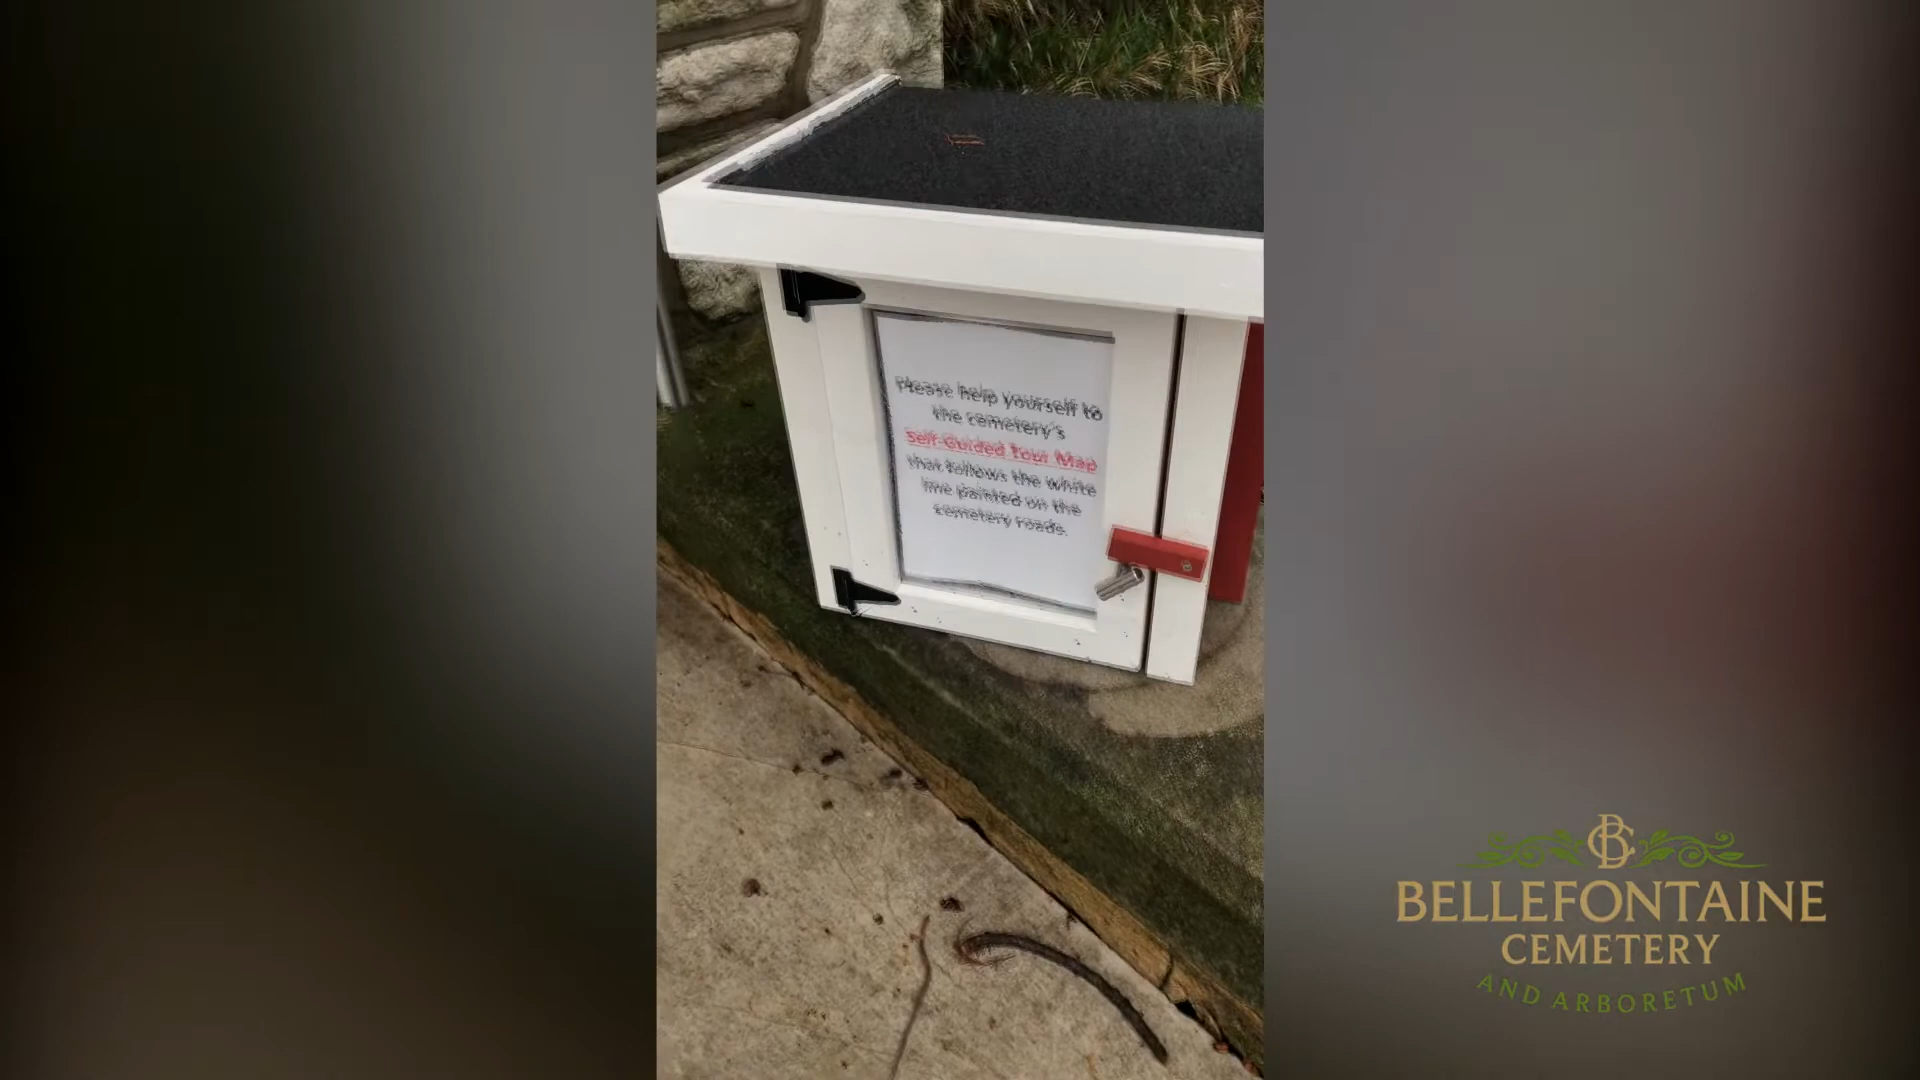 Please help yourself to
the cemetery's
Self-Guided Tour Map
that follows the white
line painted on the
cemetery roads.
BC
BELLEFONTAINE
CEMETERY
AND ARBORETUM